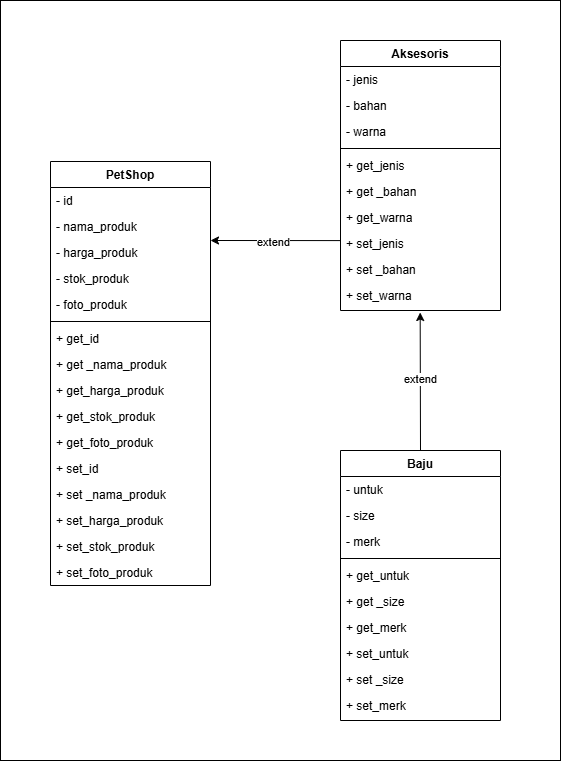 Aksesoris
- jenis
- bahan
- warna
+ get_jenis
+ get _bahan
+ get_warna
+ set_jenis
+ set _bahan
+ set_warna
PetShop
- id
- nama_produk
- harga_produk
- stok_produk
- foto_produk
+ get_id
+ get _nama_produk
+ get_harga_produk
+ get_stok_produk
+ get_foto_produk
+ set_id
+ set _nama_produk
+ set_harga_produk
+ set_stok_produk
+ set_foto_produk
extend
extend
Baju
- untuk
- size
- merk
+ get_untuk
+ get _size
+ get_merk
+ set_untuk
+ set _size
+ set_merk